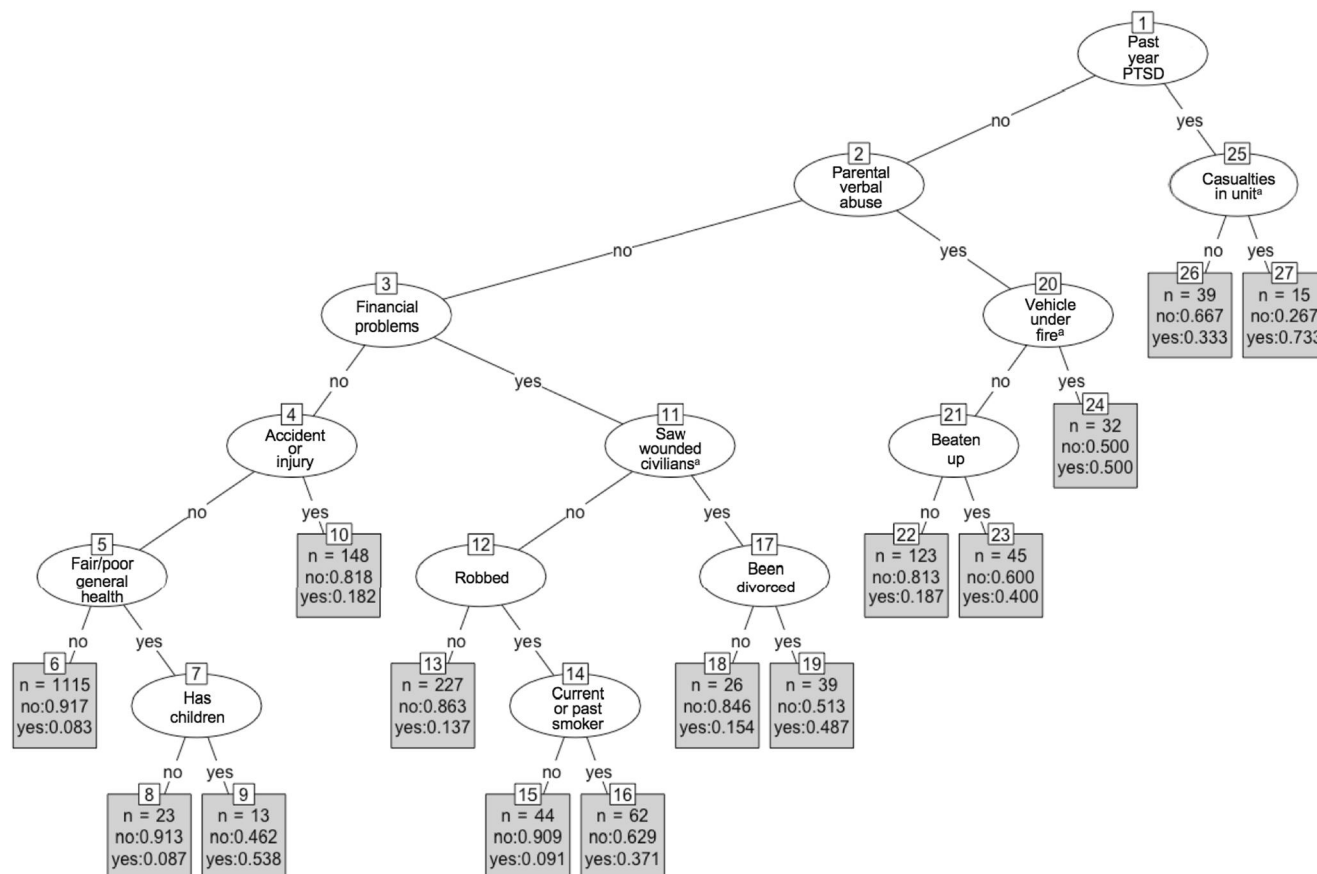 1
Past
year
PTSD
no
yes
2
Parental
verbal
abuse
25
Casualties
in unitᵃ
no
yes
no
yes
26
n = 39
no:0.667
yes:0.333
27
n = 15
no:0.267
yes:0.733
3
Financial
problems
20
Vehicle
under
fireᵃ
no
yes
no
yes
4
Accident
or
injury
11
Saw
wounded
civiliansᵃ
21
Beaten
up
24
n = 32
no:0.500
yes:0.500
no
yes
no
yes
no
yes
5
Fair/poor
general
health
10
n = 148
no:0.818
yes:0.182
12
Robbed
17
Been
divorced
22
n = 123
no:0.813
yes:0.187
23
n = 45
no:0.600
yes:0.400
no
yes
no
yes
no
yes
6
n = 1115
no:0.917
yes:0.083
7
Has
children
13
n = 227
no:0.863
yes:0.137
14
Current
or past
smoker
18
n = 26
no:0.846
yes:0.154
19
n = 39
no:0.513
yes:0.487
no
yes
no
yes
8
n = 23
no:0.913
yes:0.087
9
n = 13
no:0.462
yes:0.538
15
n = 44
no:0.909
yes:0.091
16
n = 62
no:0.629
yes:0.371